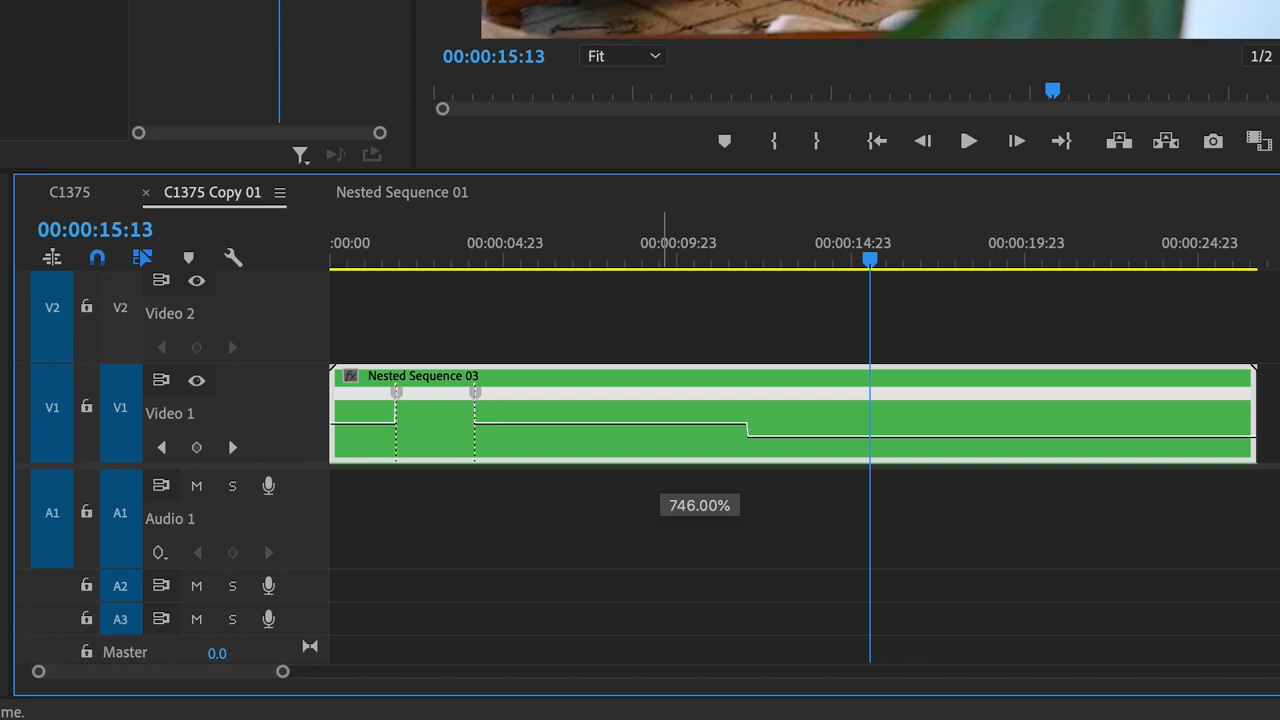 00:00:15:13 Fit 1/2
C1375 × C1375 Copy 01 Nested Sequence 01
00:00:15:13
:00:00 00:00:04:23 00:00:09:23 00:00:14:23 00:00:19:23 00:00:24:23
V2 V2 Video 2
fx Nested Sequence 03
V1 V1 Video 1
A1 A1 M S
Audio 1
746.00%
A2 M S
A3 M S
Master 0.0
me.